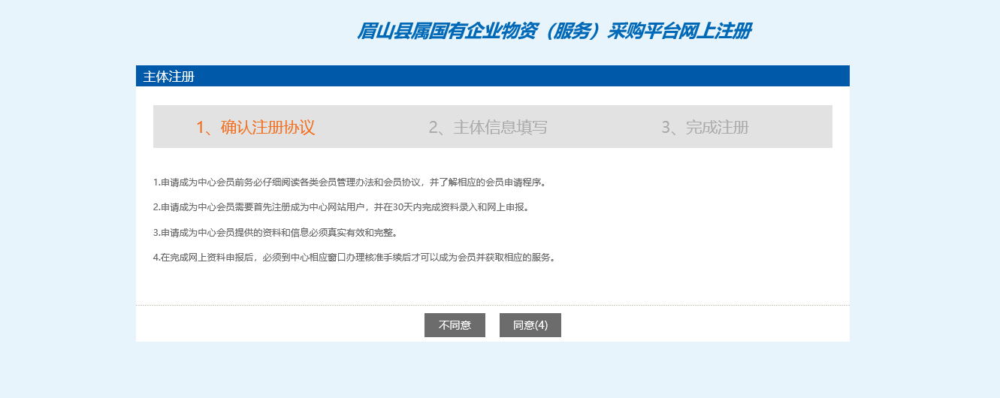 眉山县属国有企业物资（服务）采购平台网上注册
主体注册
1、确认注册协议
2、主体信息填写
3、完成注册
1.申请成为中心会员前务必仔细阅读各类会员管理办法和会员协议，并了解相应的会员申请程序。
2.申请成为中心会员需要首先注册成为中心网站用户，并在30天内完成资料录入和网上申报。
3.申请成为中心会员提供的资料和信息必须真实有效和完整。
4.在完成网上资料申报后，必须到中心相应窗口办理核准手续后才可以成为会员并获取相应的服务。
不同意
同意(4)